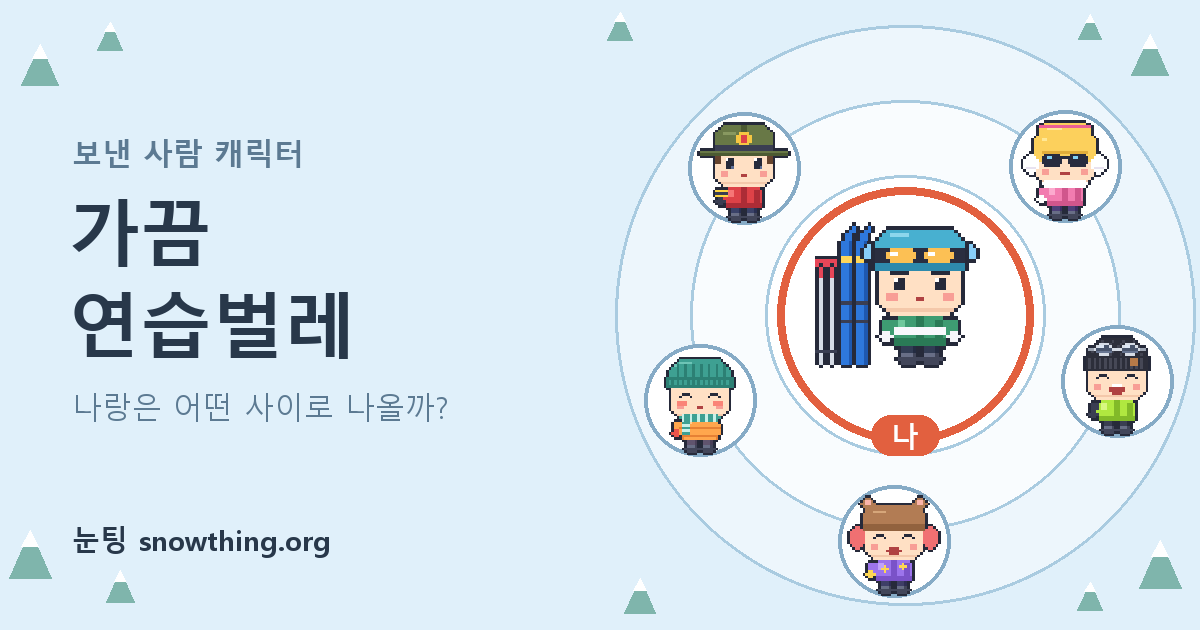 보낸 사람 캐릭터
가끔
연습벌레
나랑은 어떤 사이로 나올까?
눈팅 snowthing.org
나